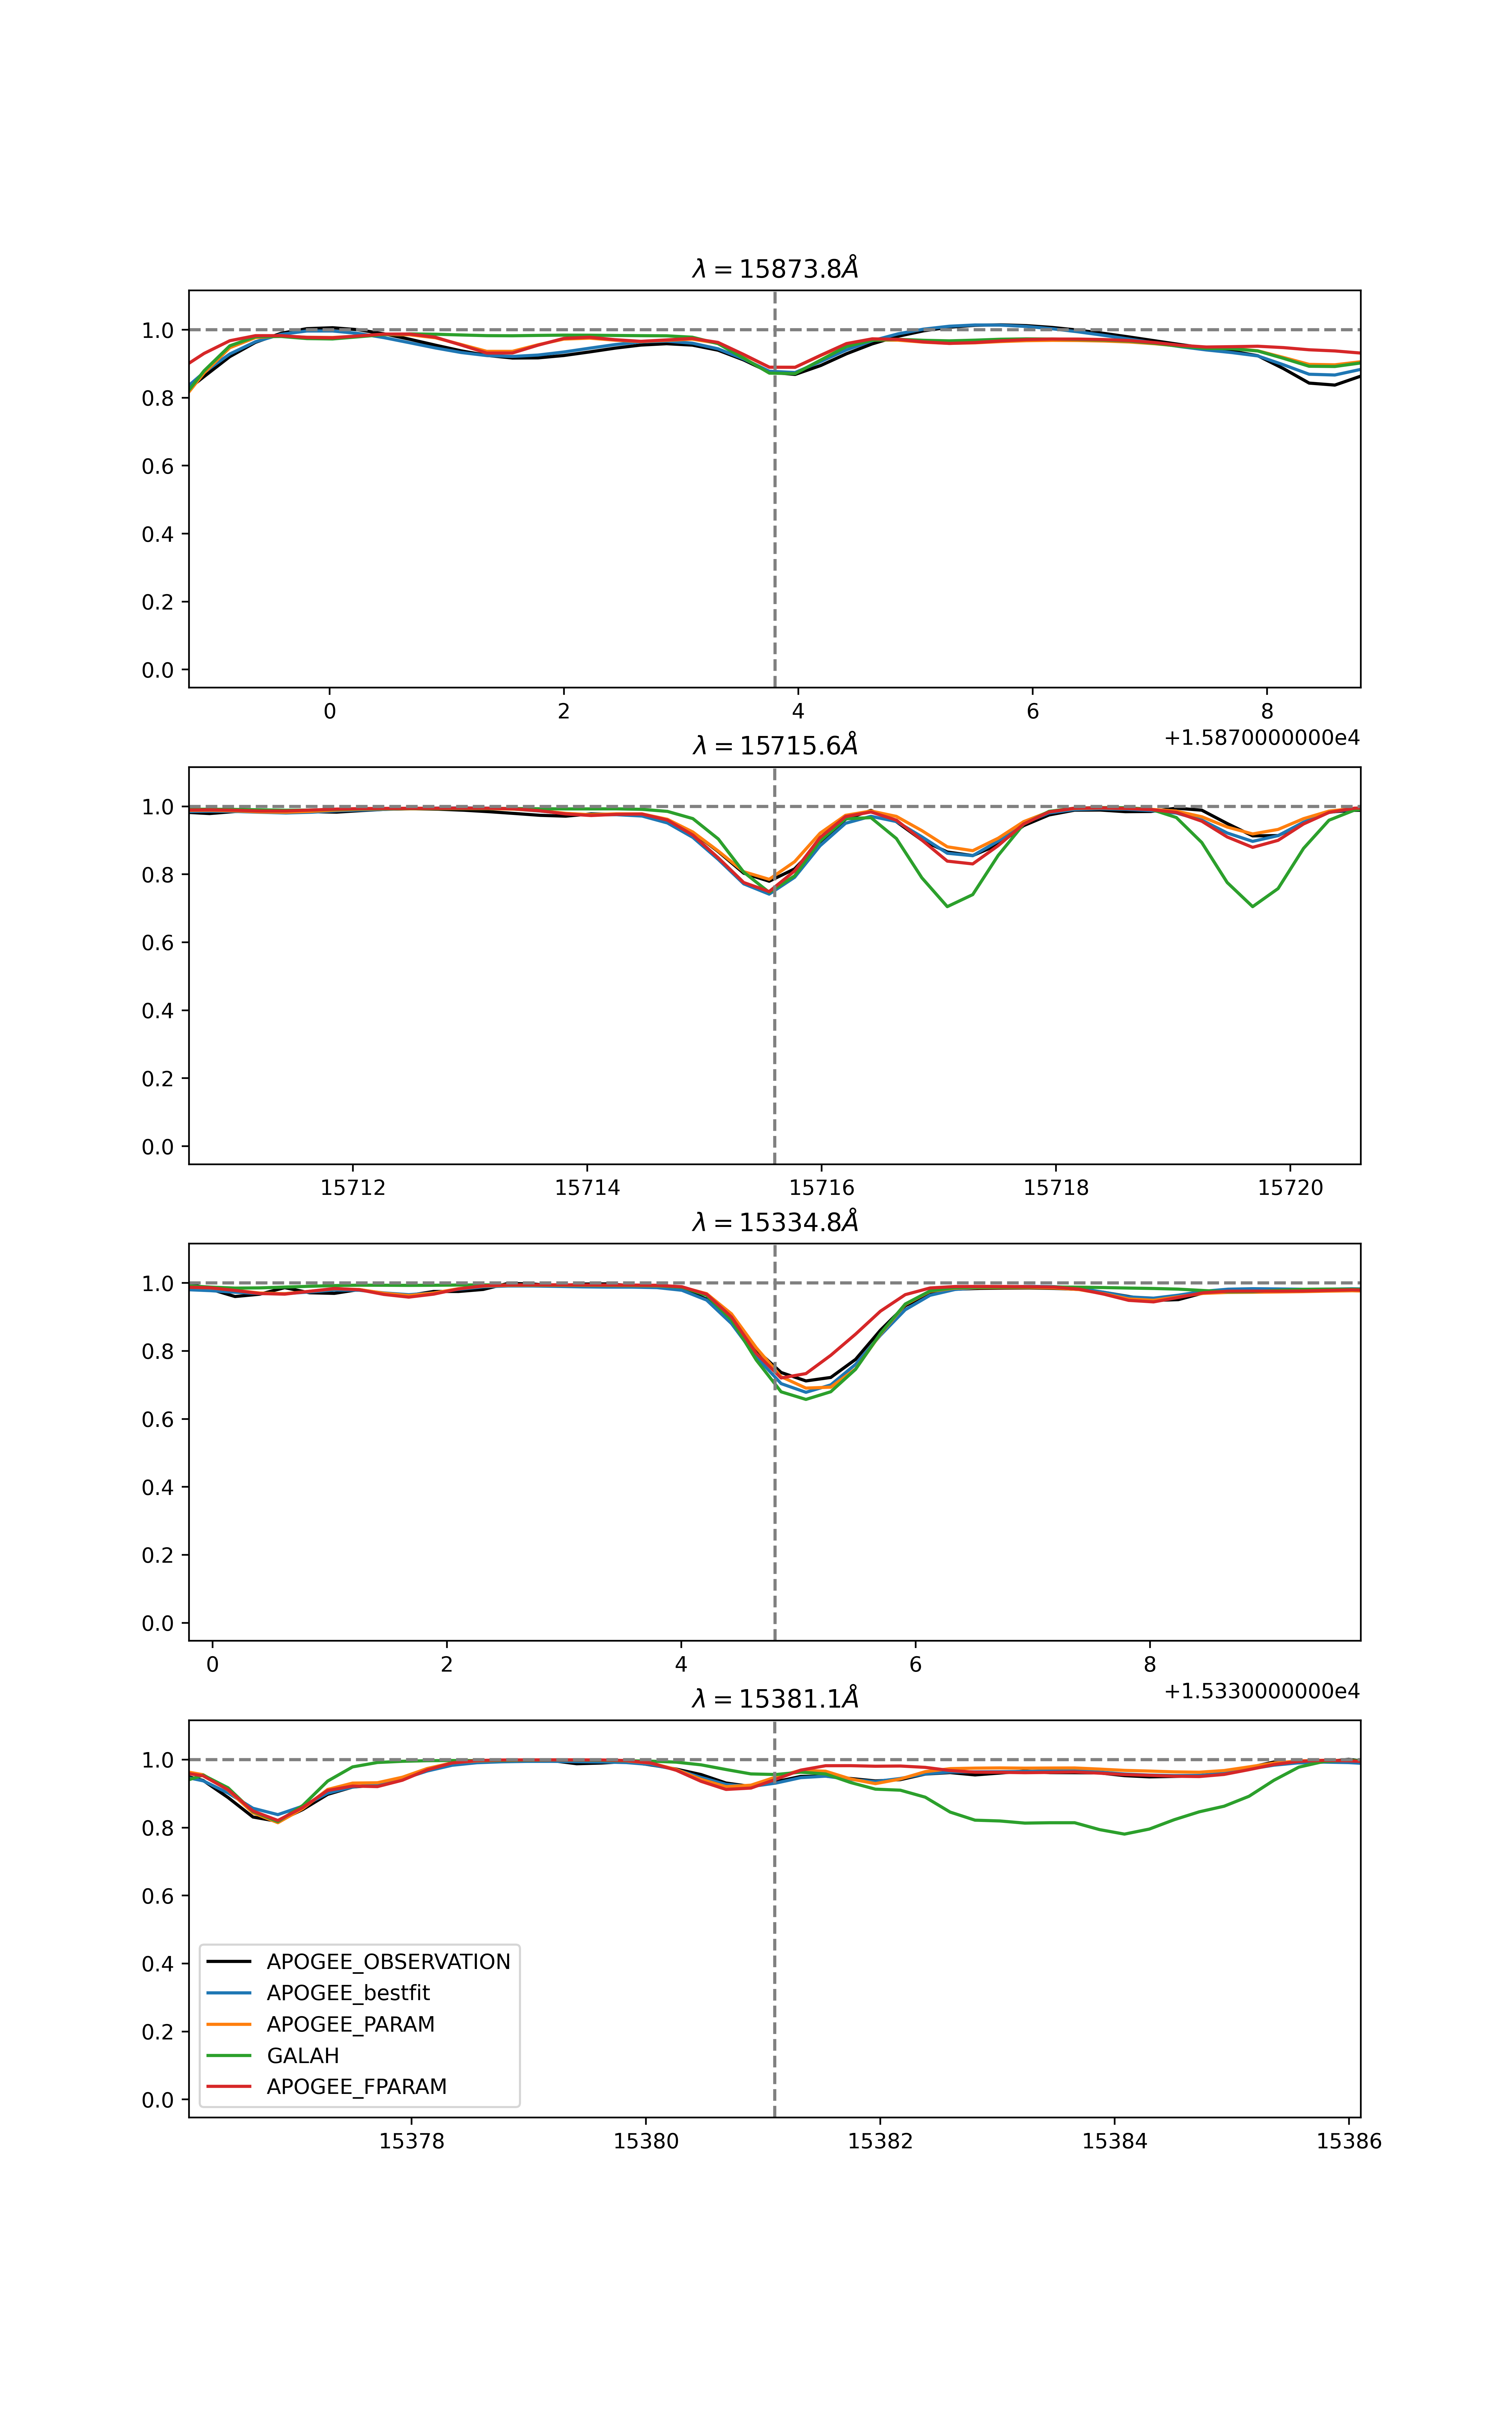 λ = 15873.8Å
1.0
0.8
0.6
0.4
0.2
0.0
0 2 4 6 8
+1.5870000000e4
λ = 15715.6Å
1.0
0.8
0.6
0.4
0.2
0.0
15712 15714 15716 15718 15720
λ = 15334.8Å
1.0
0.8
0.6
0.4
0.2
0.0
0 2 4 6 8
+1.5330000000e4
λ = 15381.1Å
1.0
0.8
0.6
0.4
0.2
0.0
APOGEE_OBSERVATION
APOGEE_bestfit
APOGEE_PARAM
GALAH
APOGEE_FPARAM
15378 15380 15382 15384 15386